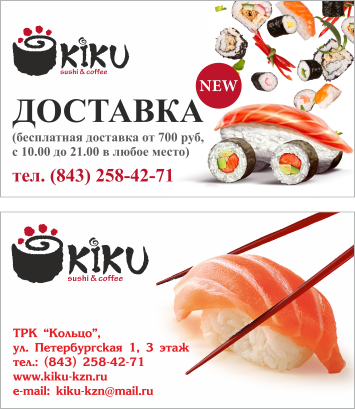 KiKU
sushi & coffee
NEW
ДОСТАВКА
(бесплатная доставка от 700 руб,
с 10.00 до 21.00 в любое место)
тел. (843) 258-42-71
KiKU
sushi & coffee
ТРК “Кольцо”,
ул. Петербургская 1, 3 этаж
тел.: (843) 258-42-71
www.kiku-kzn.ru
e-mail: kiku-kzn@mail.ru